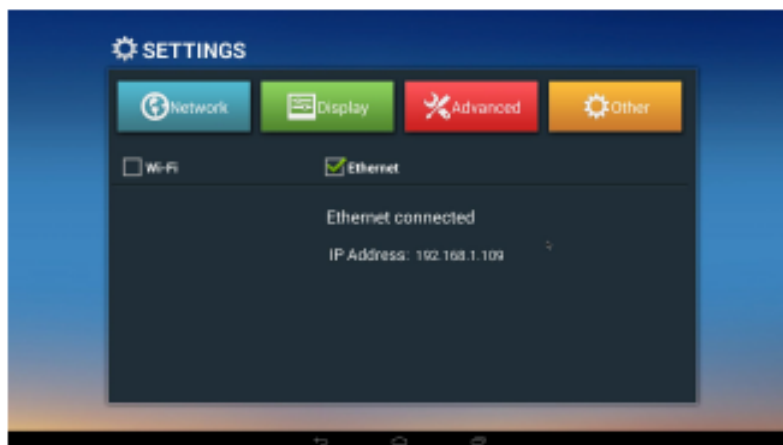 SETTINGS
Network Display Advanced Other
Wi-Fi Ethernet
Ethernet connected
IP Address: 192.168.1.109